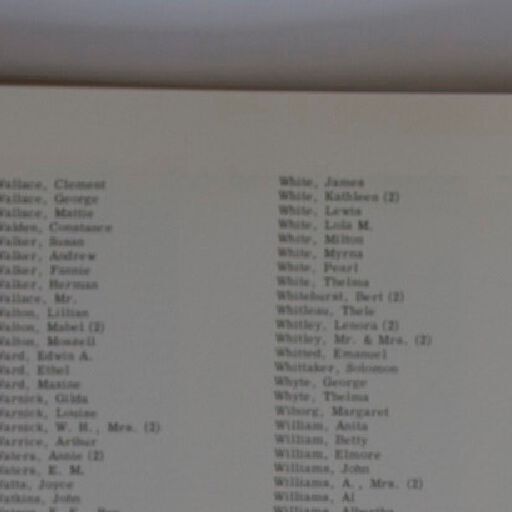 Wallace, Clement
Wallace, George
Wallace, Mattie
Walden, Constance
Walker, Susan
Walker, Andrew
Walker, Fannie
Walker, Herman
Wallace, Mr.
Walton, Lillian
Walton, Mabel (2)
Walton,
Ward, Edwin A.
Ward, Ethel
Ward, Maxine
Warnick, Gilda
Warnick, Louise
Warnick, W. H., Mrs. (2)
Warrice, Arthur
Waters, Annie (2)
Waters, E. M.
Watts, Joyce
Watkins, John
White, James
White, Kathleen (2)
White, Lewis
White, Lola M.
White, Milton
White, Myrna
White, Pearl
White, Thelma
Whitehurst, Bert (2)
Whitleau, Thele
Whitley, Lenora (2)
Whitley, Mr. & Mrs. (2)
Whitted, Emanuel
Whittaker, Solomon
Whyte, George
Whyte, Thelma
Wiborg, Margaret
William, Anita
William, Betty
William, Elmore
Williams, John
Williams, A., Mrs. (2)
Williams, Al
Williams, Alberta